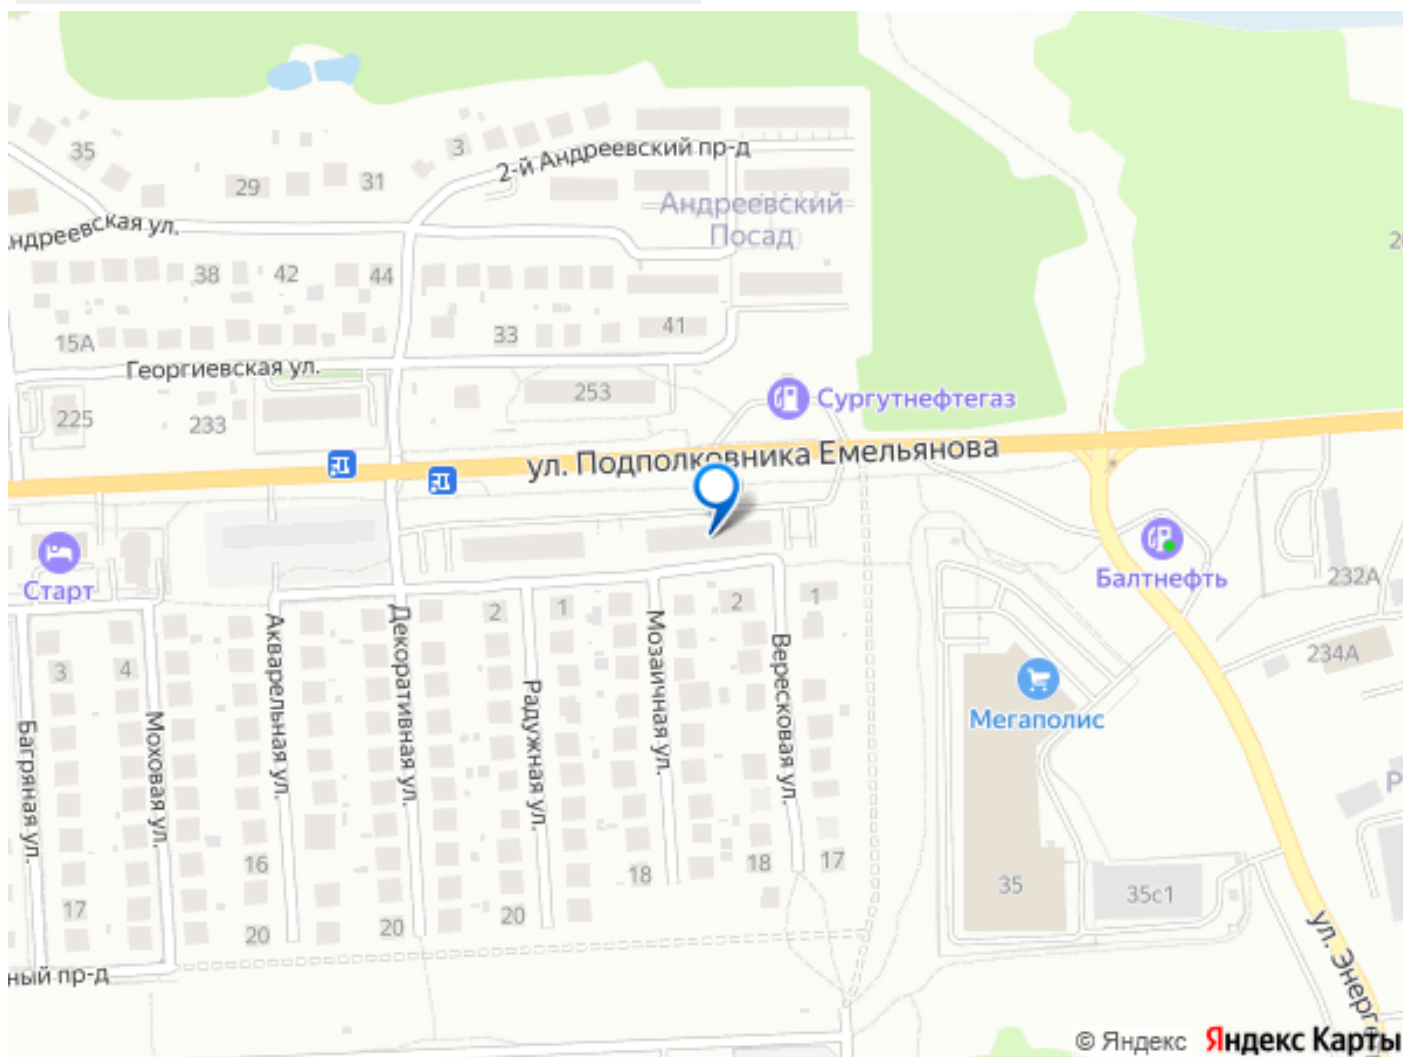 35
3
29
31
2-й Андреевский пр-д
ндреевская ул.
Андреевский
Посад
38
42
44
15А
33
41
Георгиевская ул.
253
Сургутнефтегаз
225
233
ул. Подполковника Емельянова
Старт
Балтнефть
232А
2
1
2
1
234А
3
4
Мегаполис
Багряная ул.
Моховая ул.
Акварельная ул.
Декоративная ул.
Радужная ул.
Мозаичная ул.
Вересковая ул.
16
18
18
17
35
35с1
17
20
20
20
ул. Энерге
ный пр-д
© Яндекс Яндекс Карты